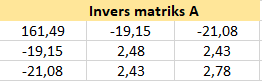 Invers matriks A
161,49 -19,15 -21,08
-19,15 2,48 2,43
-21,08 2,43 2,78